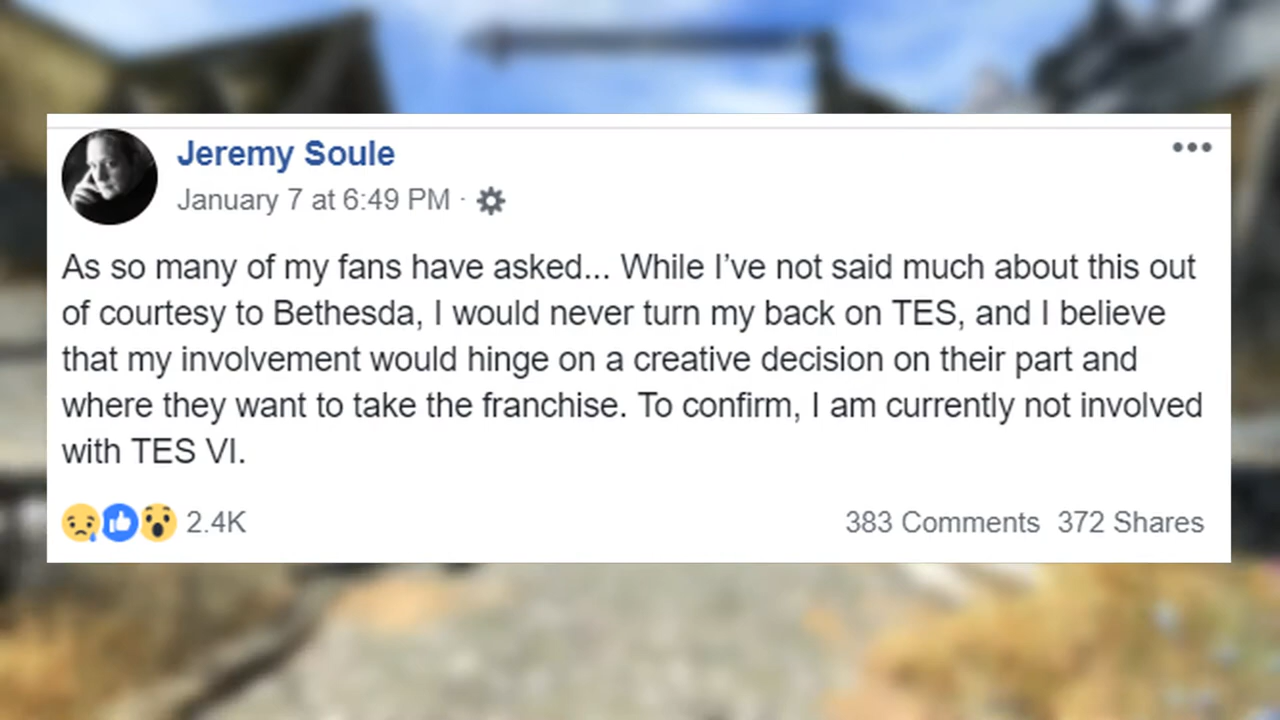 Jeremy Soule
January 7 at 6:49 PM ·
As so many of my fans have asked... While I’ve not said much about this out
of courtesy to Bethesda, I would never turn my back on TES, and I believe
that my involvement would hinge on a creative decision on their part and
where they want to take the franchise. To confirm, I am currently not involved
with TES VI.
2.4K 383 Comments 372 Shares